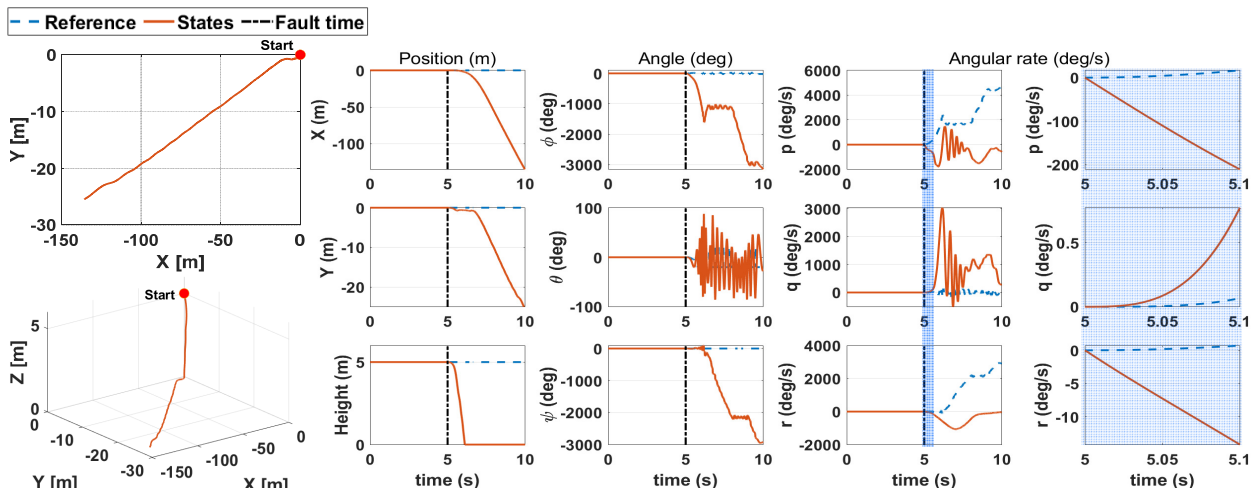 Reference States Fault time
Start
0
-10
-20
-30
Y [m]
-150 -100 -50 0
X [m]
Start
5
0
Z [m]
0
-10
-20
-30
Y [m]
-150
-100
-50
0
X [m]
Position (m)
0
-50
-100
X (m)
0 5 10
0
-10
-20
Y (m)
0 5 10
5
0
Height (m)
0 5 10
time (s)
Angle (deg)
0
-1000
-2000
-3000
ϕ (deg)
0 5 10
100
0
-100
θ (deg)
0 5 10
0
-1000
-2000
-3000
ψ (deg)
0 5 10
time (s)
Angular rate (deg/s)
6000
4000
2000
0
-2000
p (deg/s)
0 5 10
3000
2000
1000
0
q (deg/s)
0 5 10
4000
2000
0
-2000
r (deg/s)
0 5 10
time (s)
0
-100
-200
p (deg/s)
5 5.05 5.1
0.5
0
q (deg/s)
5 5.05 5.1
0
-5
-10
r (deg/s)
5 5.05 5.1
time (s)